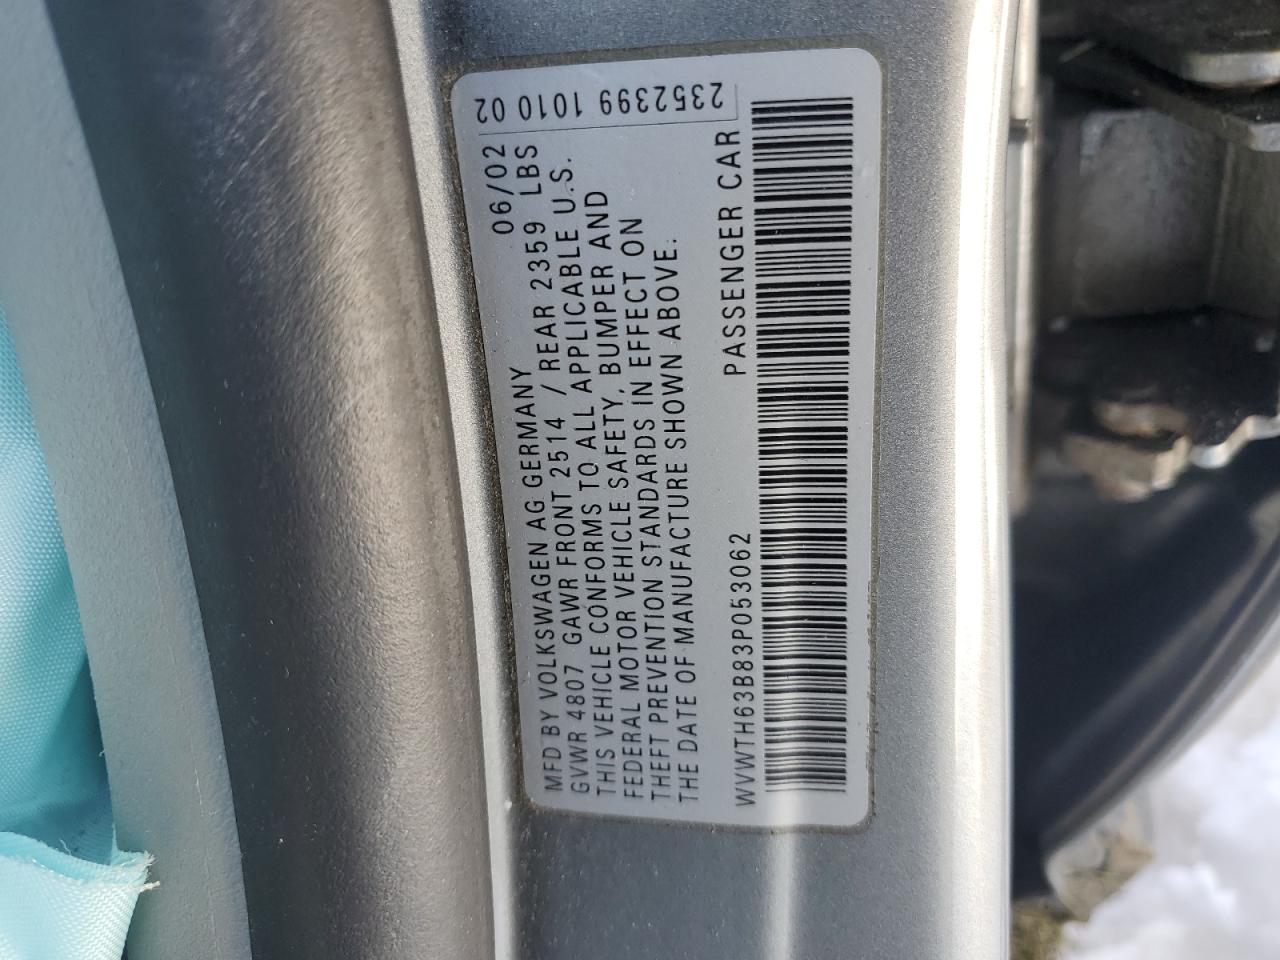 MFD BY VOLKSWAGEN AG GERMANY 06/02
GVWR 4807 GAWR FRONT 2514 / REAR 2359 LBS
THIS VEHICLE CONFORMS TO ALL APPLICABLE U.S.
FEDERAL MOTOR VEHICLE SAFETY, BUMPER AND
THEFT PREVENTION STANDARDS IN EFFECT ON
THE DATE OF MANUFACTURE SHOWN ABOVE.
WVWTH63B83P053062 PASSENGER CAR
2352399 1010 02